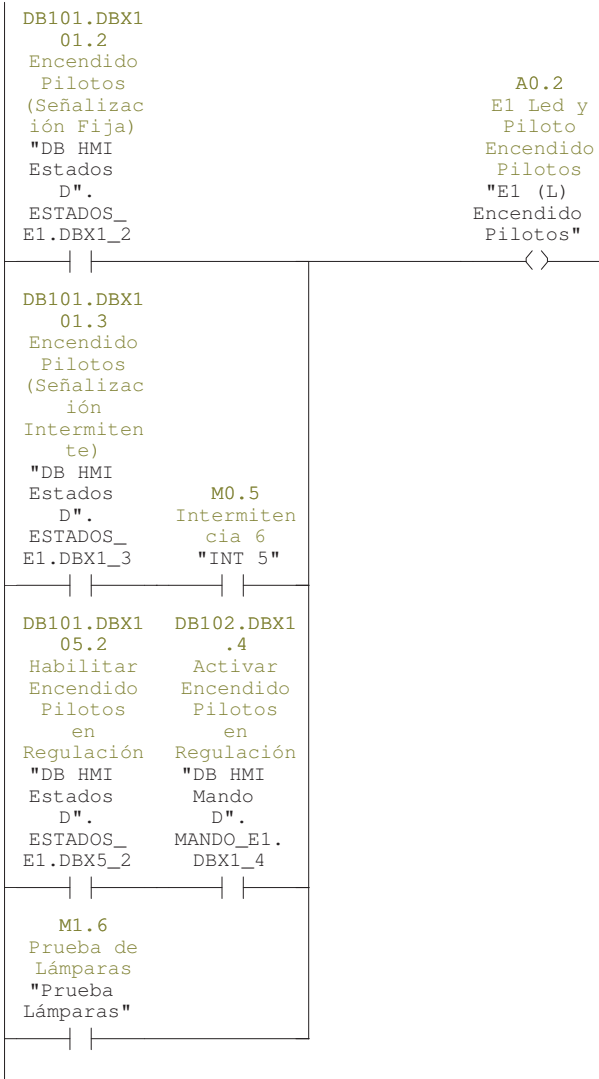 DB101.DBX1
01.2
Encendido
Pilotos
(Señalizac
ión Fija)
"DB HMI
Estados
D".
ESTADOS_
E1.DBX1_2
A0.2
E1 Led y
Piloto
Encendido
Pilotos
"E1 (L)
Encendido
Pilotos"
DB101.DBX1
01.3
Encendido
Pilotos
(Señalizac
ión
Intermiten
te)
"DB HMI
Estados
D".
ESTADOS_
E1.DBX1_3
M0.5
Intermiten
cia 6
"INT 5"
DB101.DBX1
05.2
Habilitar
Encendido
Pilotos
en
Regulación
"DB HMI
Estados
D".
ESTADOS_
E1.DBX5_2
DB102.DBX1
.4
Activar
Encendido
Pilotos
en
Regulación
"DB HMI
Mando
D".
MANDO_E1.
DBX1_4
M1.6
Prueba de
Lámparas
"Prueba
Lámparas"